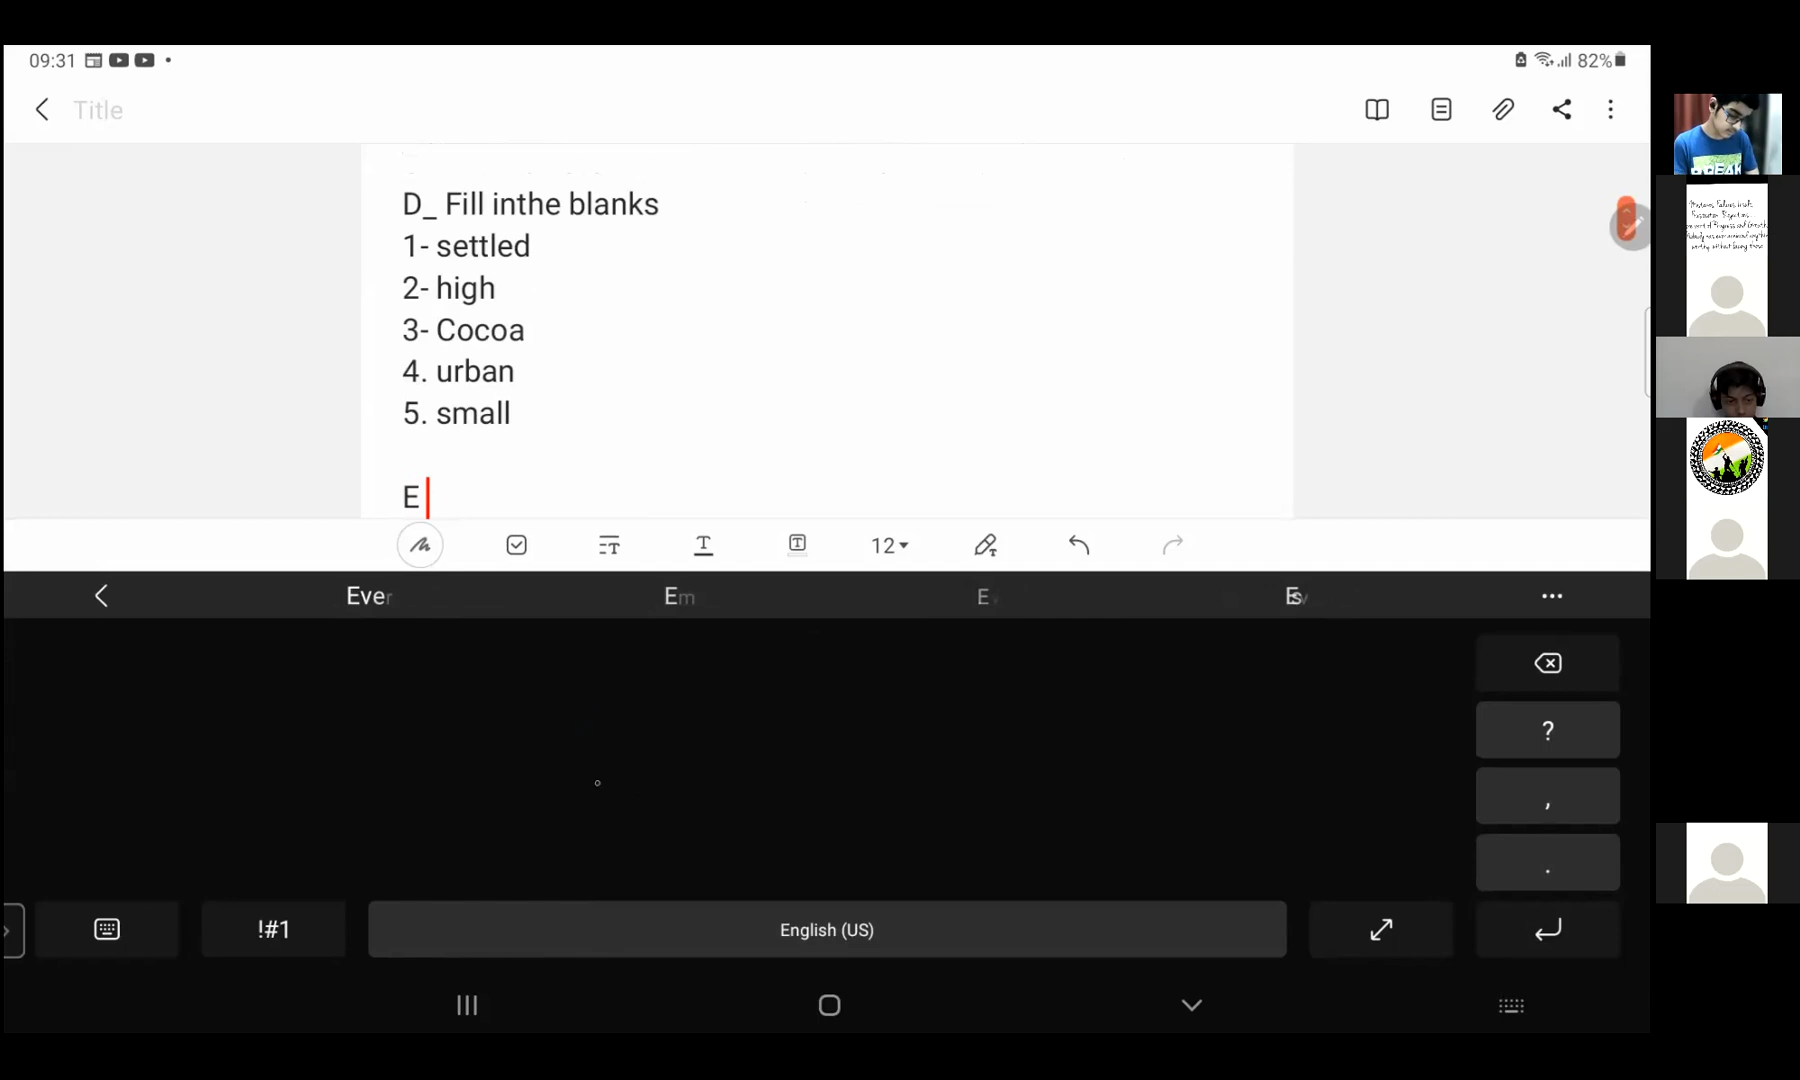 09:31
82%
Title
D_ Fill inthe blanks
1- settled
2- high
3- Cocoa
4. urban
5. small
E
12
Ever
Em
E
?
,
.
!#1
English (US)